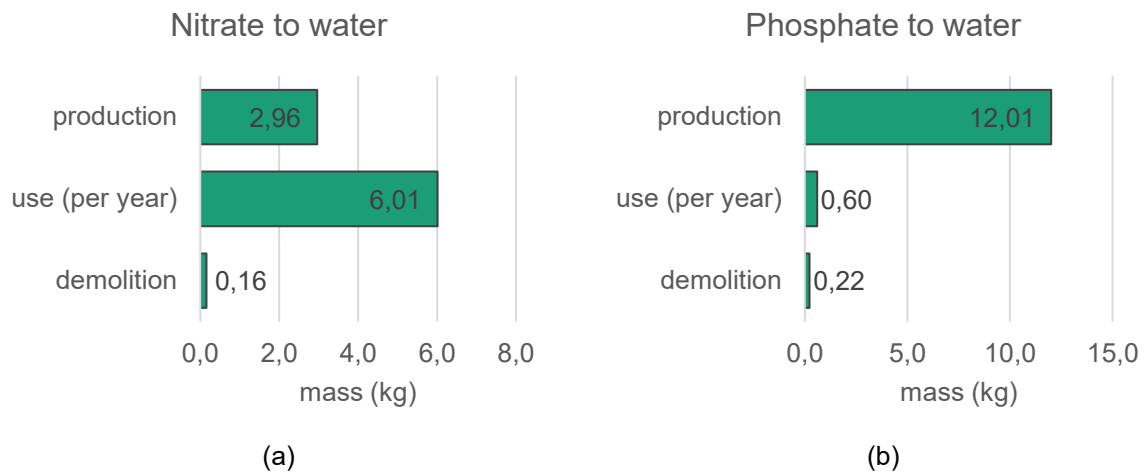 Nitrate to water
production
2,96
use (per year)
6,01
demolition
0,16
0,0 2,0 4,0 6,0 8,0
mass (kg)
(a)
Phosphate to water
production
12,01
use (per year)
0,60
demolition
0,22
0,0 5,0 10,0 15,0
mass (kg)
(b)